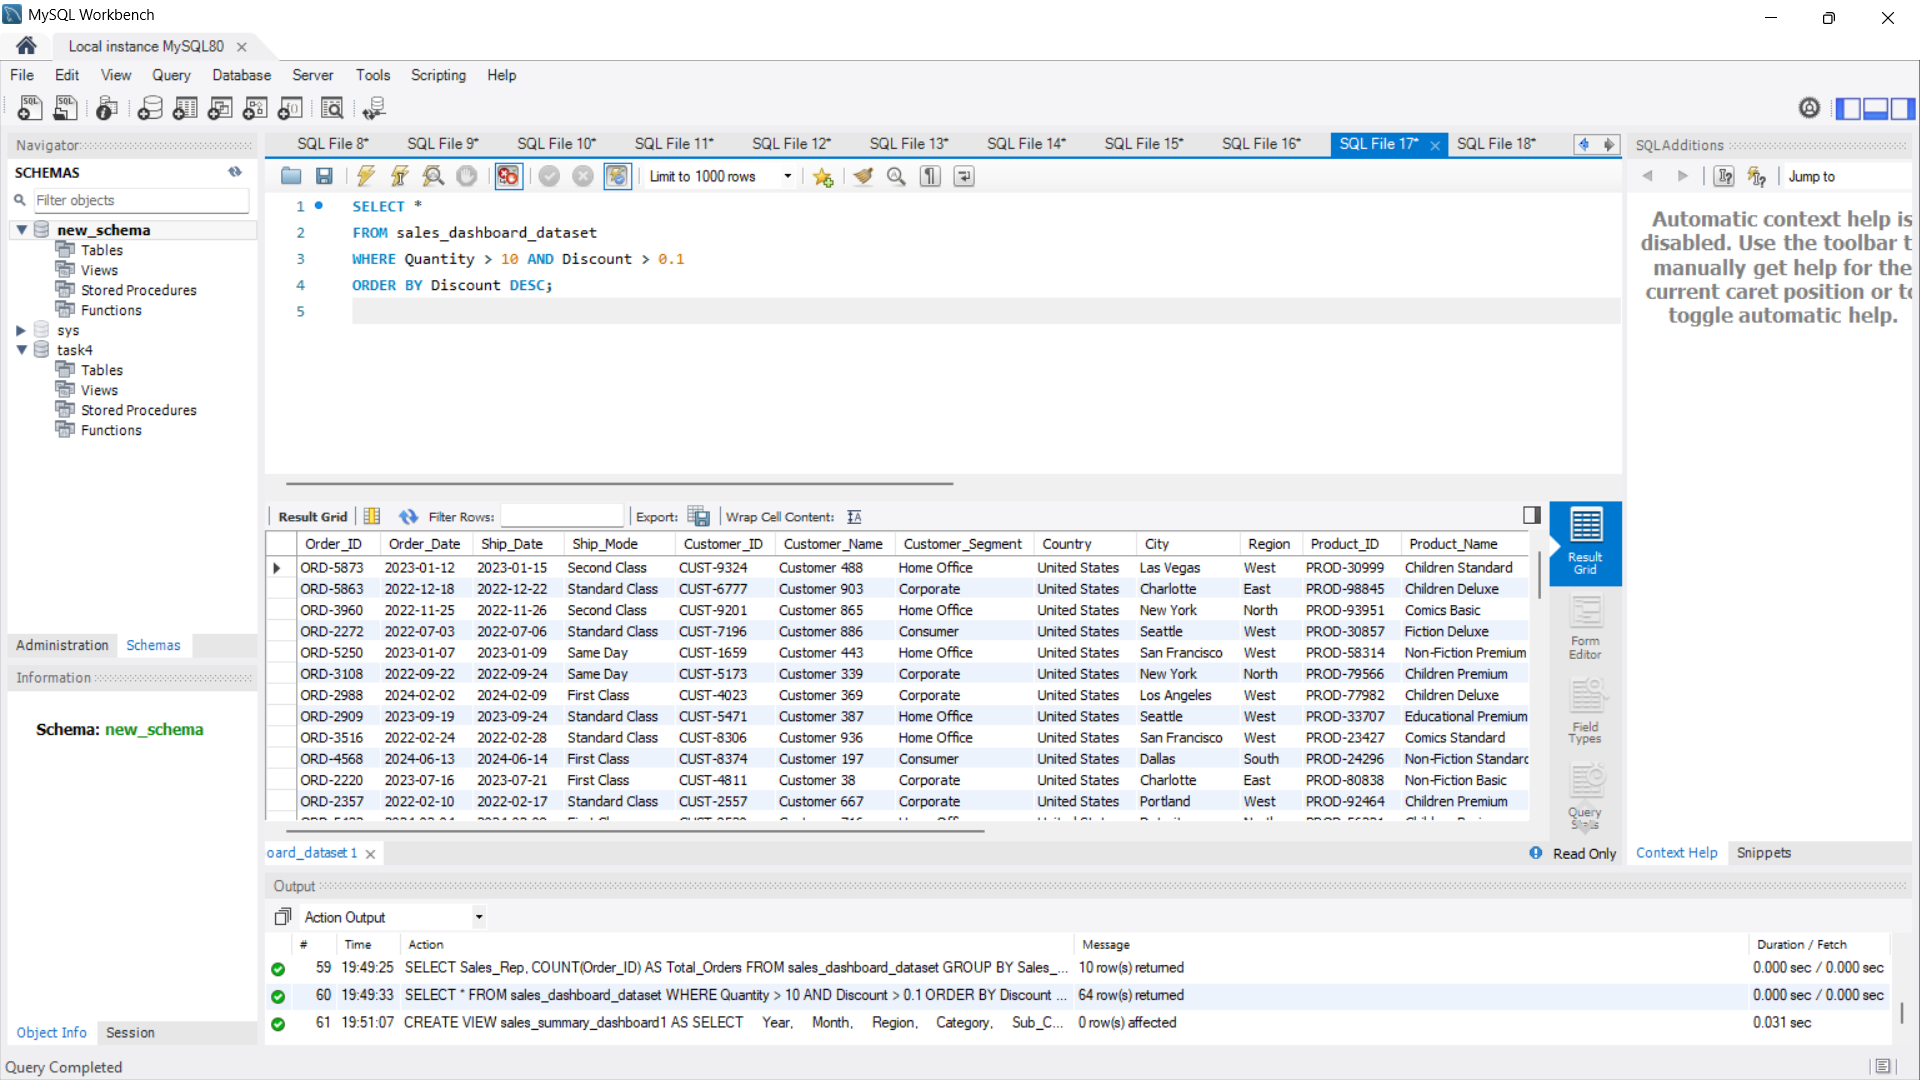 MySQL Workbench
Local instance MySQL80
File Edit View Query Database Server Tools Scripting Help
Navigator
SCHEMAS
Filter objects
new_schema
Tables
Views
Stored Procedures
Functions
sys
task4
Tables
Views
Stored Procedures
Functions
Administration Schemas
Information
Schema: new_schema
Object Info Session
Query Completed
SQL File 8* SQL File 9* SQL File 10* SQL File 11* SQL File 12* SQL File 13* SQL File 14* SQL File 15* SQL File 16* SQL File 17* SQL File 18*
Limit to 1000 rows
1 SELECT *
2 FROM sales_dashboard_dataset
3 WHERE Quantity > 10 AND Discount > 0.1
4 ORDER BY Discount DESC;
5
Result Grid Filter Rows: Export: Wrap Cell Content:
Order_ID Order_Date Ship_Date Ship_Mode Customer_ID Customer_Name Customer_Segment Country City Region Product_ID Product_Name
ORD-5873 2023-01-12 2023-01-15 Second Class CUST-9324 Customer 488 Home Office United States Las Vegas West PROD-30999 Children Standard
ORD-5863 2022-12-18 2022-12-22 Standard Class CUST-6777 Customer 903 Corporate United States Charlotte East PROD-98845 Children Deluxe
ORD-3960 2022-11-25 2022-11-26 Second Class CUST-9201 Customer 865 Home Office United States New York North PROD-93951 Comics Basic
ORD-2272 2022-07-03 2022-07-06 Standard Class CUST-7196 Customer 886 Consumer United States Seattle West PROD-30857 Fiction Deluxe
ORD-5250 2023-01-07 2023-01-09 Same Day CUST-1659 Customer 443 Home Office United States San Francisco West PROD-58314 Non-Fiction Premium
ORD-3108 2022-09-22 2022-09-24 Same Day CUST-5173 Customer 339 Corporate United States New York North PROD-79566 Children Premium
ORD-2988 2024-02-02 2024-02-09 First Class CUST-4023 Customer 369 Corporate United States Los Angeles West PROD-77982 Children Deluxe
ORD-2909 2023-09-19 2023-09-24 Standard Class CUST-5471 Customer 387 Home Office United States Seattle West PROD-33707 Educational Premium
ORD-3516 2022-02-24 2022-02-28 Standard Class CUST-8306 Customer 936 Home Office United States San Francisco West PROD-23427 Comics Standard
ORD-4568 2024-06-13 2024-06-14 First Class CUST-8374 Customer 197 Consumer United States Dallas South PROD-24296 Non-Fiction Standard
ORD-2220 2023-07-16 2023-07-21 First Class CUST-4811 Customer 38 Corporate United States Charlotte East PROD-80838 Non-Fiction Basic
ORD-2357 2022-02-10 2022-02-17 Standard Class CUST-2557 Customer 667 Corporate United States Portland West PROD-92464 Children Premium
Result
Grid
Form
Editor
Field
Types
Query
Stats
oard_dataset 1
Read Only
SQLAdditions
Jump to
Automatic context help is
disabled. Use the toolbar t
manually get help for the
current caret position or to
toggle automatic help.
Context Help Snippets
Output
Action Output
# Time Action Message Duration / Fetch
59 19:49:25 SELECT Sales_Rep, COUNT(Order_ID) AS Total_Orders FROM sales_dashboard_dataset GROUP BY Sales_... 10 row(s) returned 0.000 sec / 0.000 sec
60 19:49:33 SELECT * FROM sales_dashboard_dataset WHERE Quantity > 10 AND Discount > 0.1 ORDER BY Discount ... 64 row(s) returned 0.000 sec / 0.000 sec
61 19:51:07 CREATE VIEW sales_summary_dashboard1 AS SELECT Year, Month, Region, Category, Sub_C... 0 row(s) affected 0.031 sec